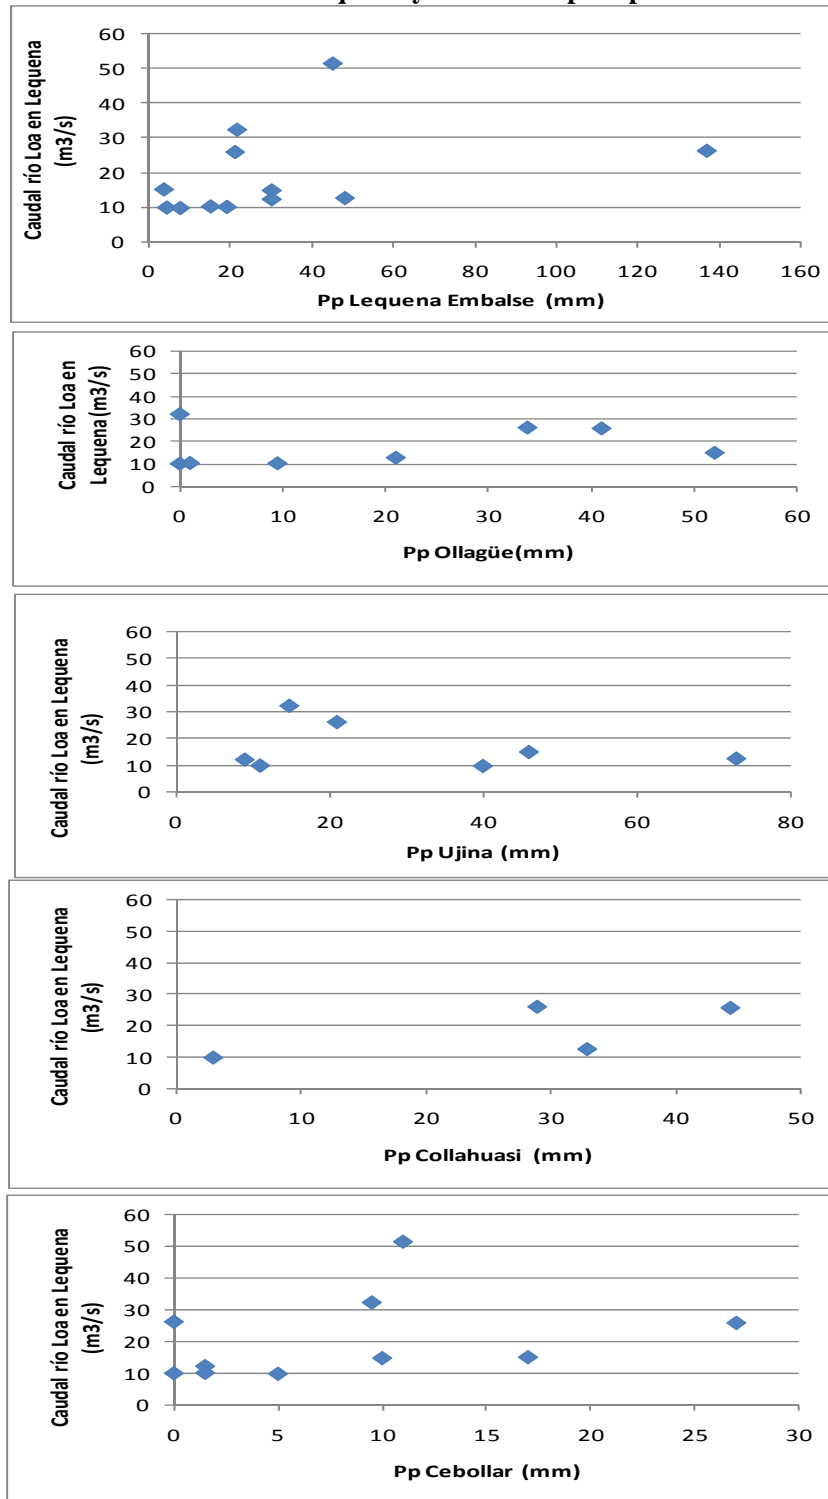 Caudal río Loa en Lequena
(m3/s)
60
50
40
30
20
10
0
0 20 40 60 80 100 120 140 160
Pp Lequena Embalse (mm)
Caudal río Loa en
Lequena (m3/s)
60
50
40
30
20
10
0
0 10 20 30 40 50 60
Pp Ollagüe(mm)
Caudal río Loa en Lequena
(m3/s)
60
50
40
30
20
10
0
0 20 40 60 80
Pp Ujina (mm)
Caudal río Loa en Lequena
(m3/s)
60
50
40
30
20
10
0
0 10 20 30 40 50
Pp Collahuasi (mm)
Caudal río Loa en Lequena
(m3/s)
60
50
40
30
20
10
0
0 5 10 15 20 25 30
Pp Cebollar (mm)